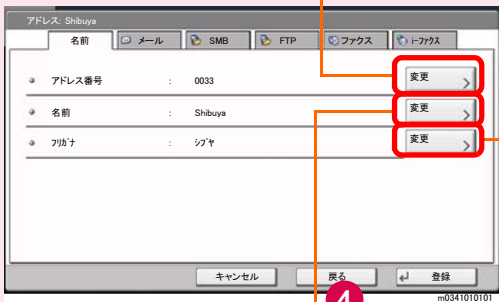 アドレス: Shibuya
名前 メール SMB FTP ファクス i-ファクス
アドレス番号 : 0033 変更
名前 : Shibuya 変更
フリガナ : シブヤ 変更
キャンセル 戻る 登録
4
m0341010101